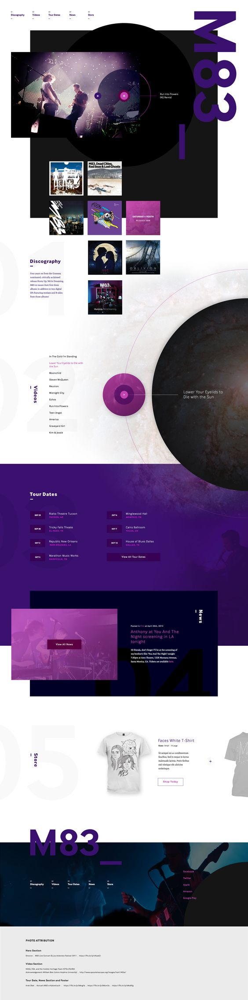 01
Discography
02
Videos
03
Tour Dates
04
News
05
Store
M83
Run Into Flowers
(KG Remix)
M83. Dead Cities,
Red Seas & Lost Ghosts
M83
SATURDAY = YOUTH
RELEASED 2008
M83
OBLIVION
M83.
Hurry Up, We're Dreaming.
01
Discography
Four years on from the Grammy
nominated, critically acclaimed
release Hurry Up, We're Dreaming,
M83 re-issues their first three
albums in addition to two digital
EPs featuring remixes and B-sides
from those albums!
02
Videos
In The Cold I'm Standing
Lower Your Eyelids to Die with
the Sun
Moonchild
Steven McQueen
Reunion
Midnight City
Echos
Run Into Flowers
Teen Angst
America
Graveyard Girl
Kim & Jessie
Lower Your Eyelids to
Die with the Sun
03
Tour Dates
SEP 29
Rialto Theatre Tucson
TUCSON, AZ
SEP 30
Tricky Falls Theate
EL PASO, TX
OCT 3
Republic New Orleans
NEW ORLEANS, LA
OCT 5
Marathon Music Works
NASHVILLE, TN
OCT 6
Minglewood Hall
MEMPHIS, TN
OCT 7
Cains Ballroom
TULSA, OK
OCT 13
House of Blues Dallas
DALLAS, TX
View All Tour Dates
News
04
View All News
Posted in Film at April 30th, 2014
Anthony at You And The
Night screening in LA
tonight
Hi friends, don't forget I'll be at the screening of
my brother's film 'You And The Night' tonight
7:30pm at Aero Theatre, 1328 Montana Avenue,
Santa Monica, CA. Tickets are available here.
05
Store
M83
Faces White T-Shirt
Sizes: Small - X Large
Ut semper mi ac condimentum
faucibus. Sed in neque in lectus
malesuada lacinia. Proin finibus
nisl tristique elit ultricies
scelerisque.
Shop Today
M83
01
Discography
02
Videos
03
Tour Dates
04
News
05
Store
Facebook
Twitter
Apple
Amazon
Google Play
PHOTO ATTRIBUTION
Hero Section
Kmeron . M83 Live Concert @ Les Ardentes Festival-5911 . https://flic.kr/p/cNza63
Video Section
NASA, ESA, and the Hubble Heritage Team (STScI/AURA)
Acknowledgement: William Blair (Johns Hopkins University) . http://www.spacetelescope.org/images/heic1403a/
Tour Date, News Section and Footer
Arek Olek . Koncert M83 w Katowicach .